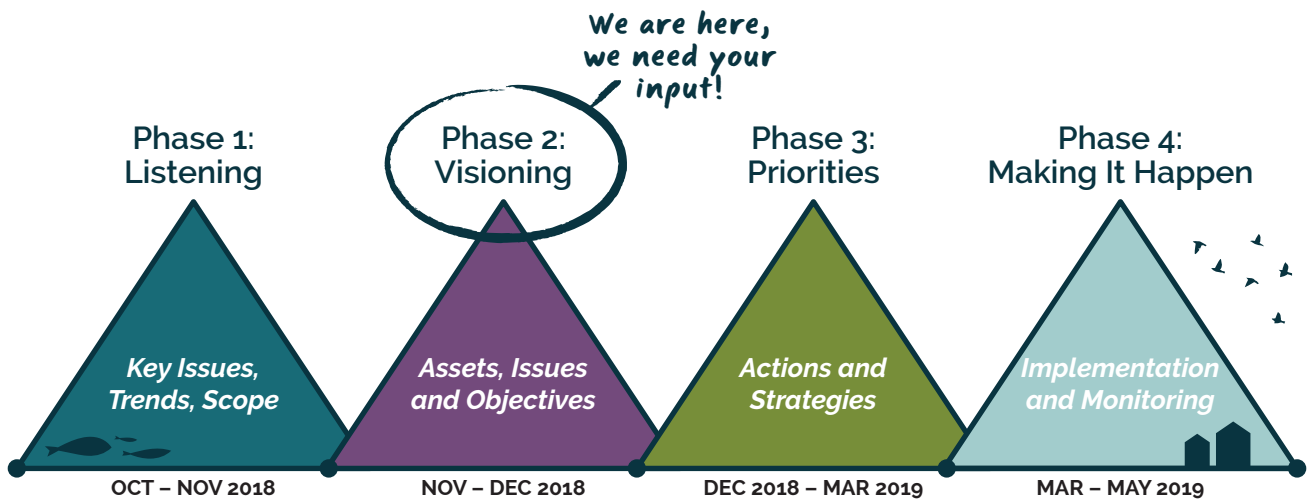 We are here,
we need your
input!
Phase 1:
Listening
Phase 2:
Visioning
Phase 3:
Priorities
Phase 4:
Making It Happen
Key Issues,
Trends, Scope
Assets, Issues
and Objectives
Actions and
Strategies
Implementation
and Monitoring
OCT – NOV 2018
NOV – DEC 2018
DEC 2018 – MAR 2019
MAR – MAY 2019